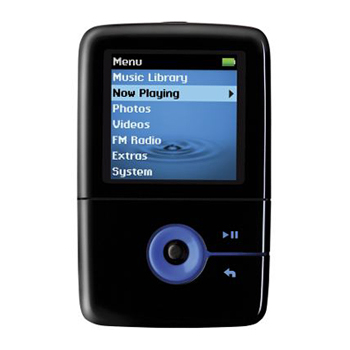 Menu
Music Library
Now Playing
Photos
Videos
FM Radio
Extras
System